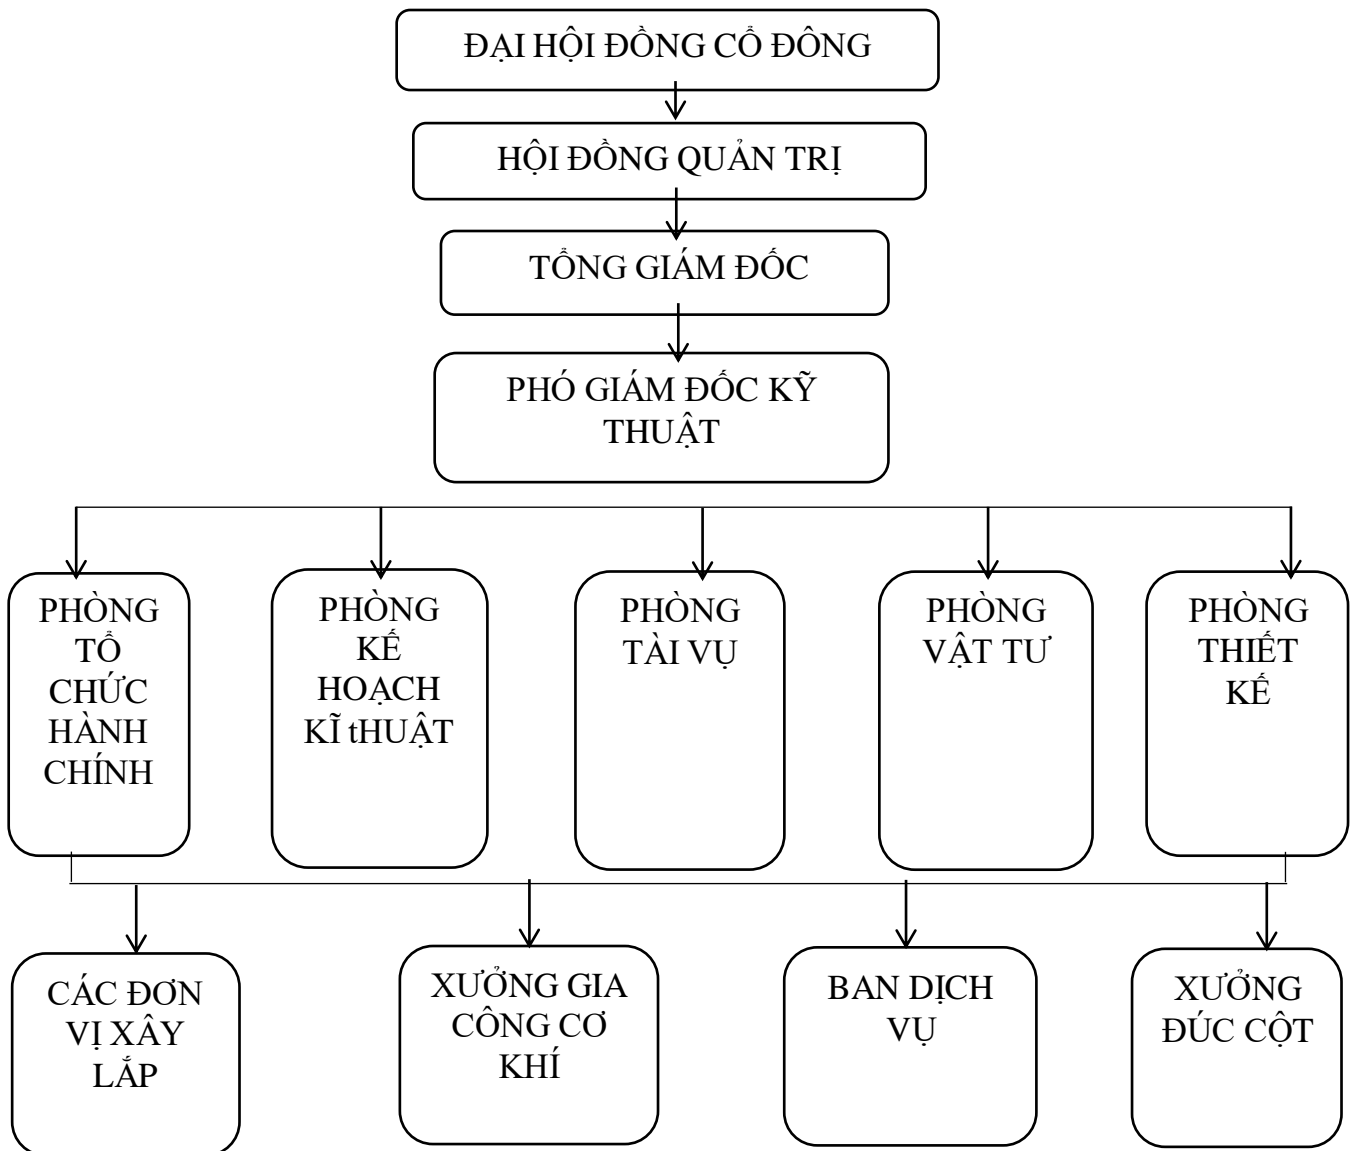 ĐẠI HỘI ĐỒNG CỔ ĐÔNG
HỘI ĐỒNG QUẢN TRỊ
TỔNG GIÁM ĐỐC
PHÓ GIÁM ĐỐC KỸ
THUẬT
PHÒNG
TỔ
CHỨC
HÀNH
CHÍNH
PHÒNG
KẾ
HOẠCH
KĨ tHUẬT
PHÒNG
TÀI VỤ
PHÒNG
VẬT TƯ
PHÒNG
THIẾT
KẾ
CÁC ĐƠN
VỊ XÂY
LẮP
XƯỞNG GIA
CÔNG CƠ
KHÍ
BAN DỊCH
VỤ
XƯỞNG
ĐÚC CỘT